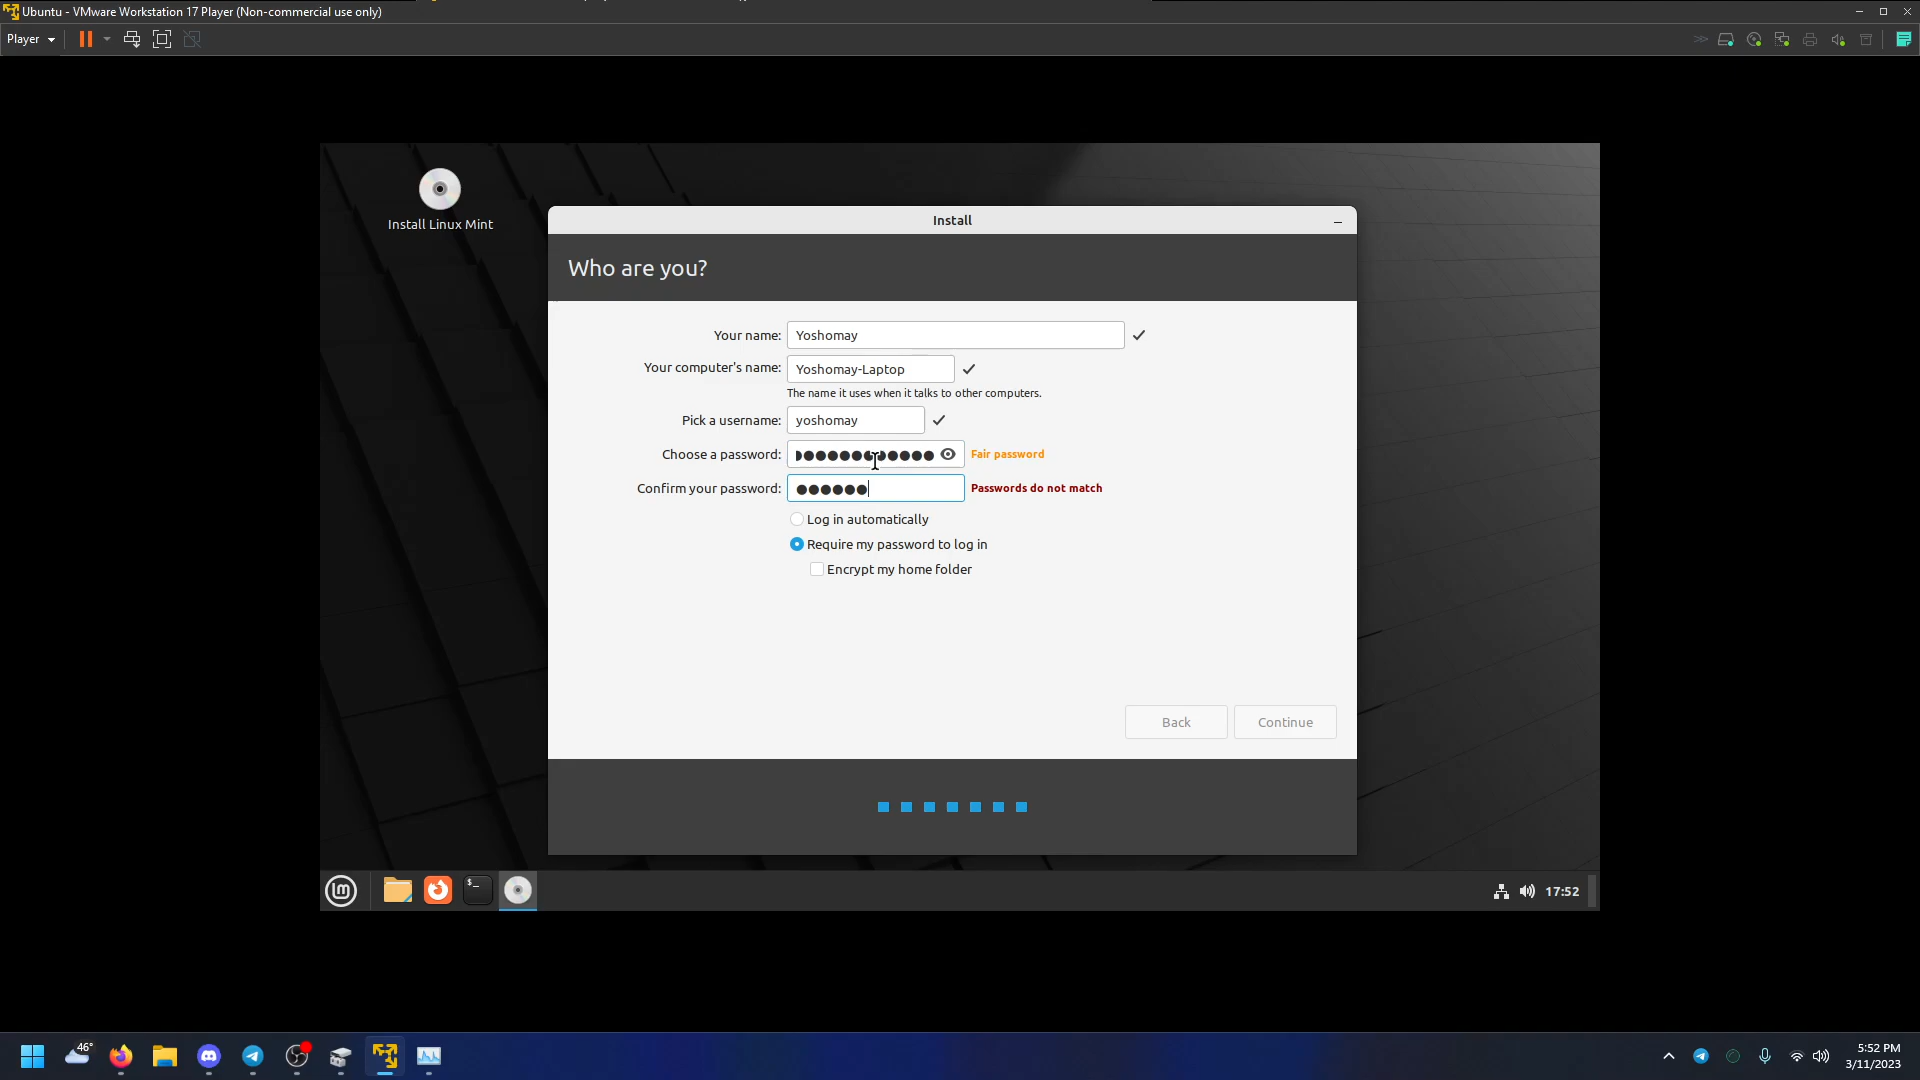 Ubuntu - VMware Workstation 17 Player (Non-commercial use only)
Player
Install Linux Mint
Install
Who are you?
Your name: Yoshomay
Your computer's name: Yoshomay-Laptop
The name it uses when it talks to other computers.
Pick a username: yoshomay
Choose a password: Fair password
Confirm your password: Passwords do not match
Log in automatically
Require my password to log in
Encrypt my home folder
Back Continue
lm $_ 17:52
46°
5:52 PM
3/11/2023